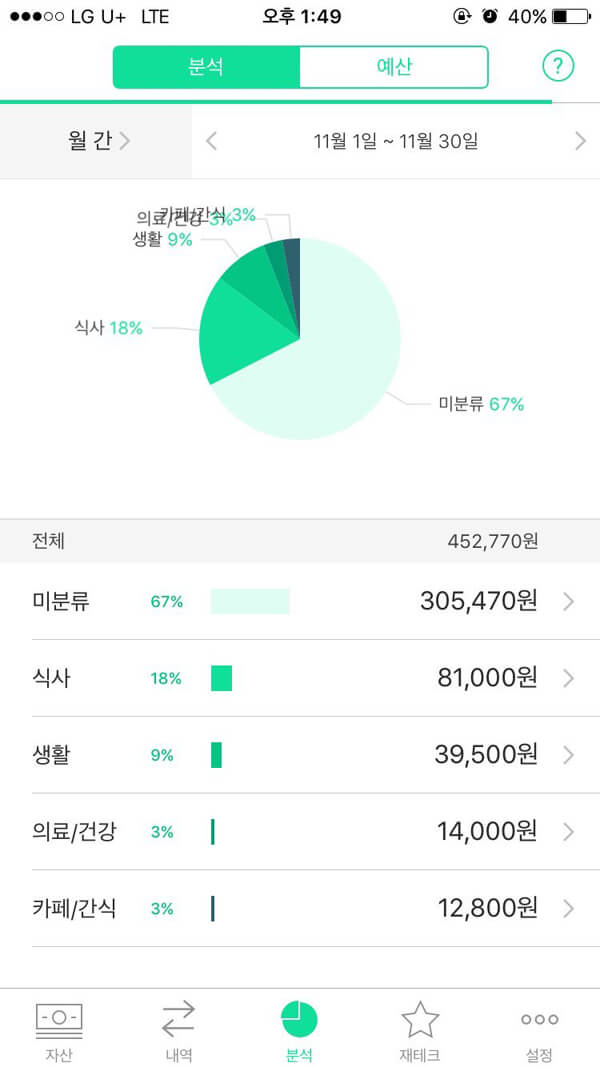 LG U+ LTE 오후 1:49 40%
분석 예산 ?
월 간 11월 1일 ~ 11월 30일
카페/간식 3%
의료/건강 3%
생활 9%
식사 18%
미분류 67%
전체 452,770원
미분류 67% 305,470원
식사 18% 81,000원
생활 9% 39,500원
의료/건강 3% 14,000원
카페/간식 3% 12,800원
자산 내역 분석 재테크 설정